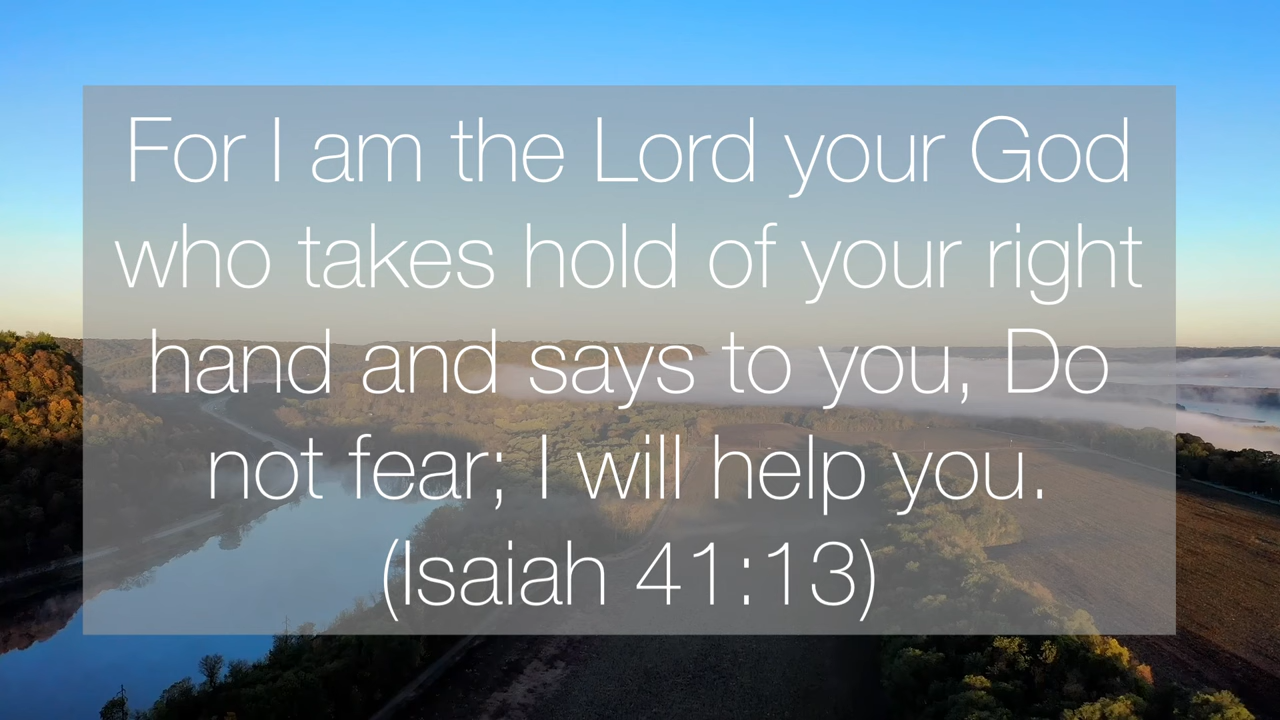 For I am the Lord your God
who takes hold of your right
hand and says to you, Do
not fear; I will help you.
(Isaiah 41:13)